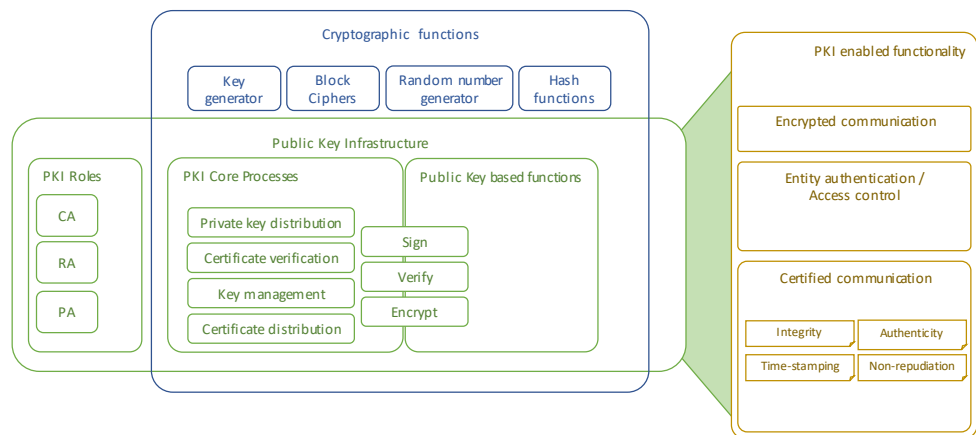 Cryptographic functions
Key
generator
Block
Ciphers
Random number
generator
Hash
functions
Public Key Infrastructure
PKI Roles
CA
RA
PA
PKI Core Processes
Private key distribution
Certificate verification
Key management
Certificate distribution
Public Key based functions
Sign
Verify
Encrypt
PKI enabled functionality
Encrypted communication
Entity authentication /
Access control
Certified communication
Integrity
Authenticity
Time-stamping
Non-repudiation